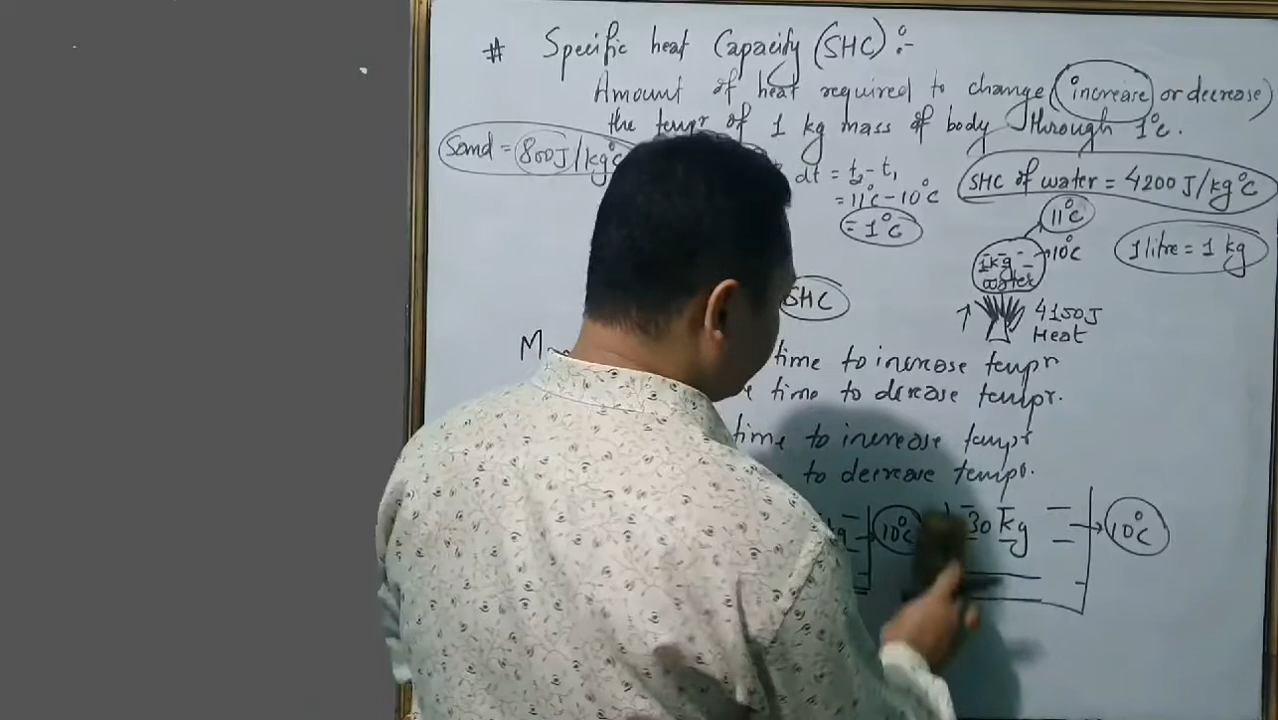 # Specific heat Capacity (SHC) :-
Amount of heat required to change (increase or decrease)
the tempr of 1 kg mass of body through 1°c.
Sand = 800J/kg°c
dt = t₂ - t₁
= 11°c - 10°c
= 1°c
SHC of water = 4200 J/kg°c
11°c
10°c
1kg water
1 litre = 1 kg
4150J
Heat
SHC
time to increase tempr
time to decrease tempr.
time to increase tempr
to decrease tempr.
10°c
30 kg
10°c